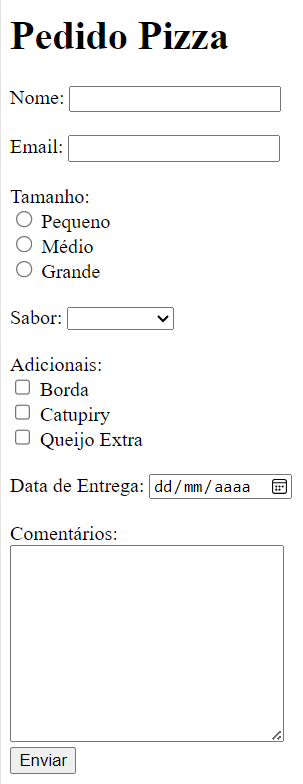 Pedido Pizza
Nome:
Email:
Tamanho:
Pequeno
Médio
Grande
Sabor:
Adicionais:
Borda
Catupiry
Queijo Extra
Data de Entrega: dd/mm/aaaa
Comentários:
Enviar